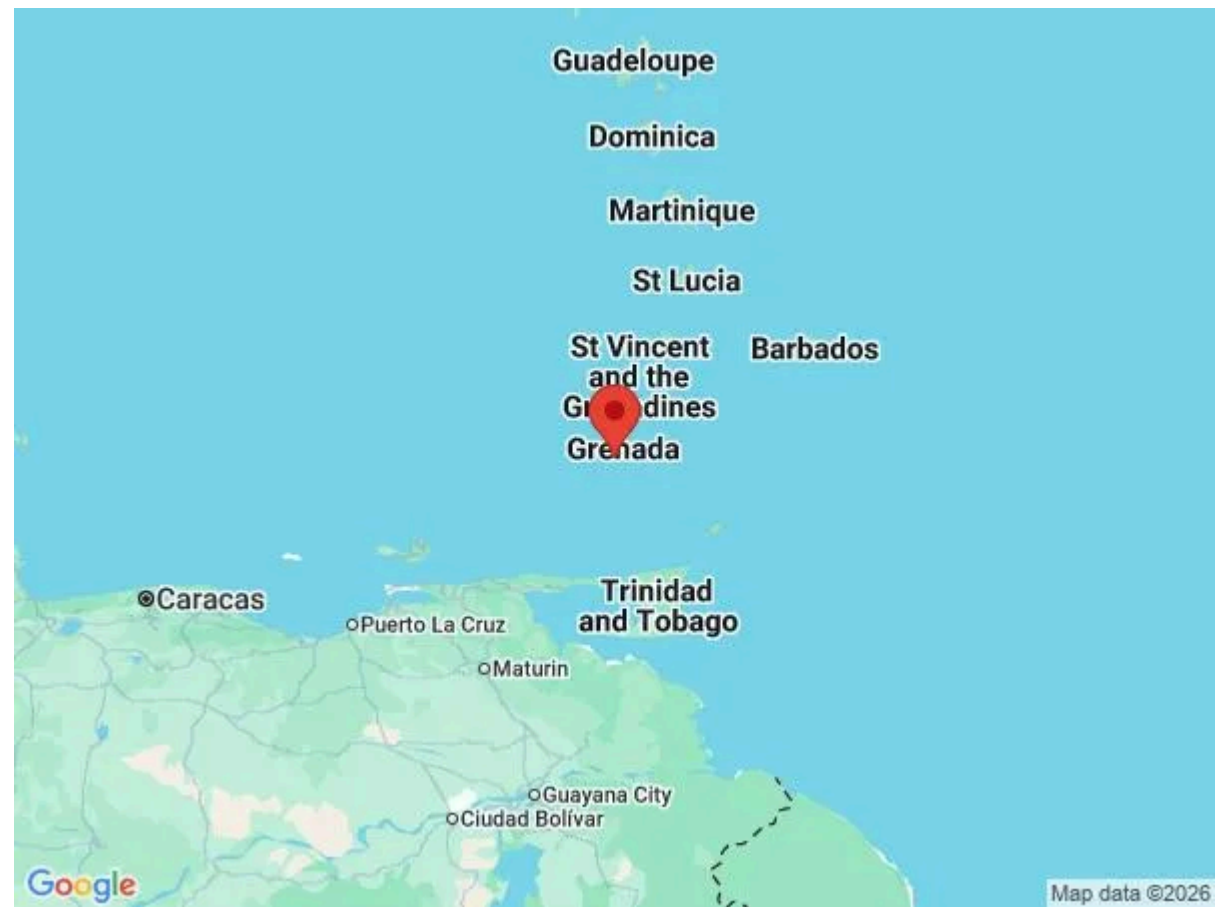 Guadeloupe
Dominica
Martinique
St Lucia
St Vincent
and the
Grenadines
Barbados
Grenada
Trinidad
and Tobago
Caracas
Puerto La Cruz
Maturin
Guayana City
Ciudad Bolívar
Google
Map data ©2026